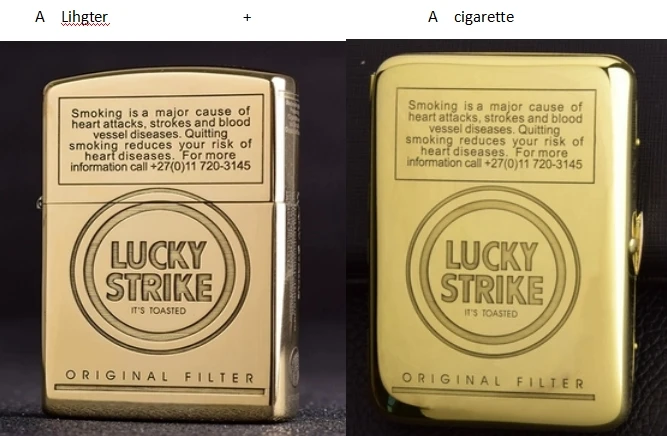 A Lihgter + A cigarette
Smoking is a major cause of
heart attacks, strokes and blood
vessel diseases. Quitting
smoking reduces your risk of
heart diseases. For more
information call +27(0)11 720-3145
LUCKY
STRIKE
IT'S TOASTED
ORIGINAL FILTER
Smoking is a major cause of
heart attacks, strokes and blood
vessel diseases. Quitting
smoking reduces your risk of
heart diseases. For more
information call +27(0)11 720-3145
LUCKY
STRIKE
IT'S TOASTED
ORIGINAL FILTER